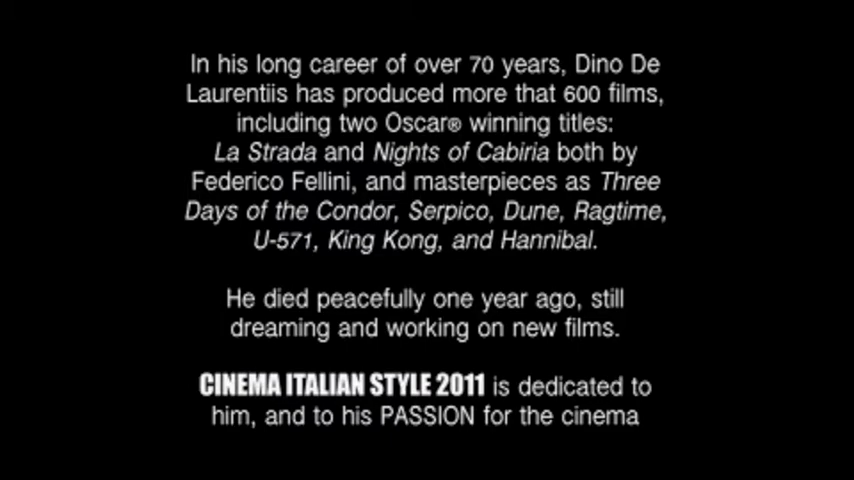 In his long career of over 70 years, Dino De
Laurentiis has produced more that 600 films,
including two Oscar® winning titles:
La Strada and Nights of Cabiria both by
Federico Fellini, and masterpieces as Three
Days of the Condor, Serpico, Dune, Ragtime,
U-571, King Kong, and Hannibal.
He died peacefully one year ago, still
dreaming and working on new films.
CINEMA ITALIAN STYLE 2011 is dedicated to
him, and to his PASSION for the cinema